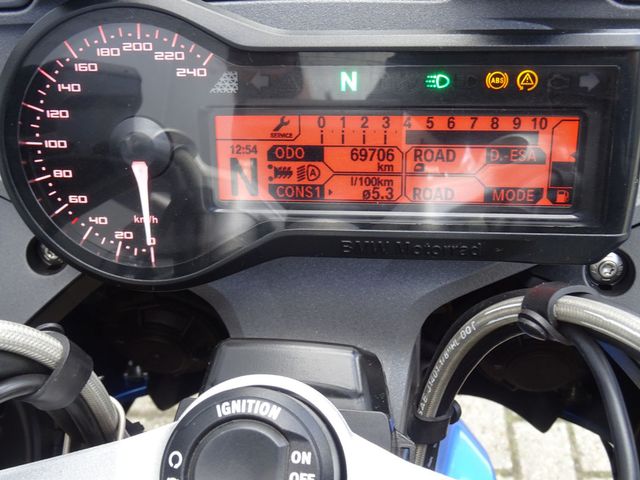 0 20 40 60 80 100 120 140 160 180 200 220 240
km/h
N
ABS
SERVICE
0 1 2 3 4 5 6 7 8 9 10
12:54 ODO 69706 ROAD D-ESA
km
N
A
l/100km
CONS1 ø5.3 ROAD MODE
BMW Motorrad
IGNITION
ON
OFF